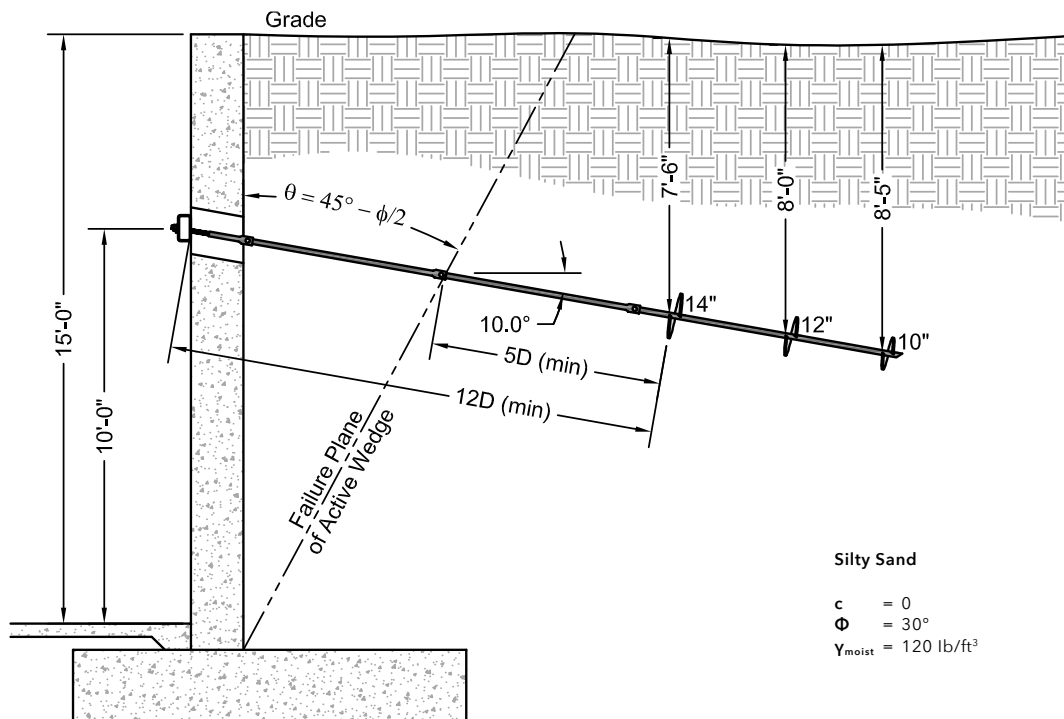 Grade
15'-0"
10'-0"
θ = 45° – ϕ/2
7'-6"
8'-0"
8'-5"
14"
12"
10"
10.0°
5D (min)
12D (min)
Failure Plane
of Active Wedge
Silty Sand
c = 0
Φ = 30°
γmoist = 120 lb/ft³